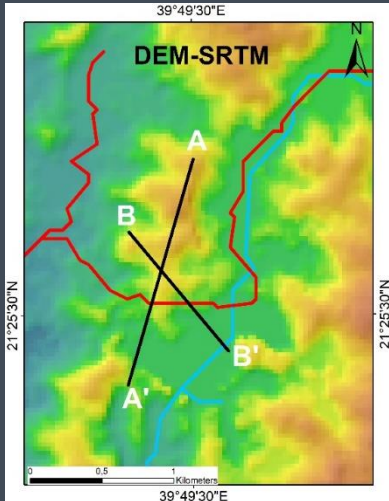 39°49'30"E
N
DEM-SRTM
A
B
21°25'30"N
21°25'30"N
B'
A'
0 0.5 1
Kilometers
39°49'30"E